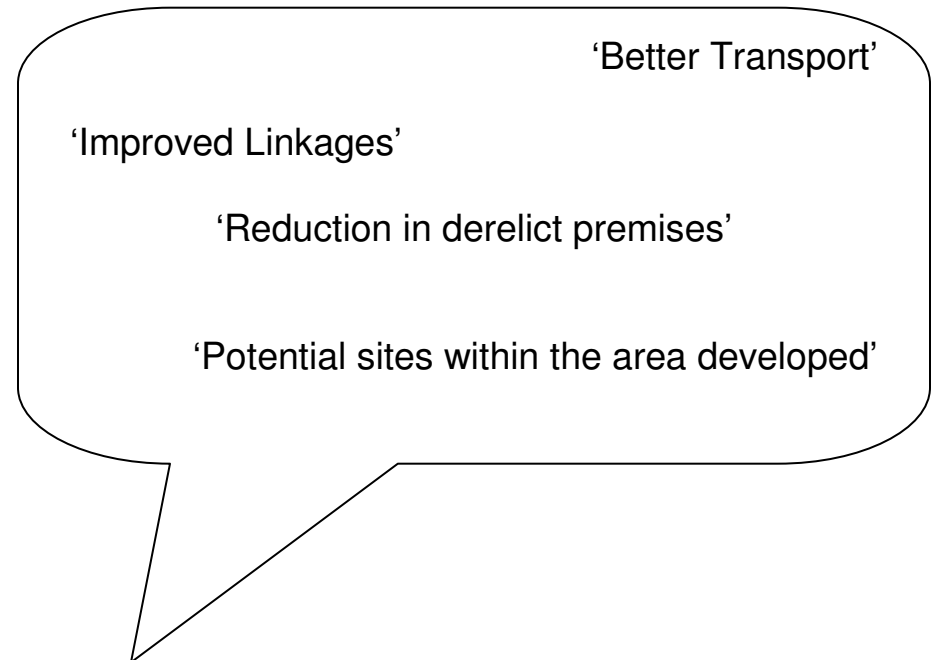 ‘Better Transport’
‘Improved Linkages’
‘Reduction in derelict premises’
‘Potential sites within the area developed’